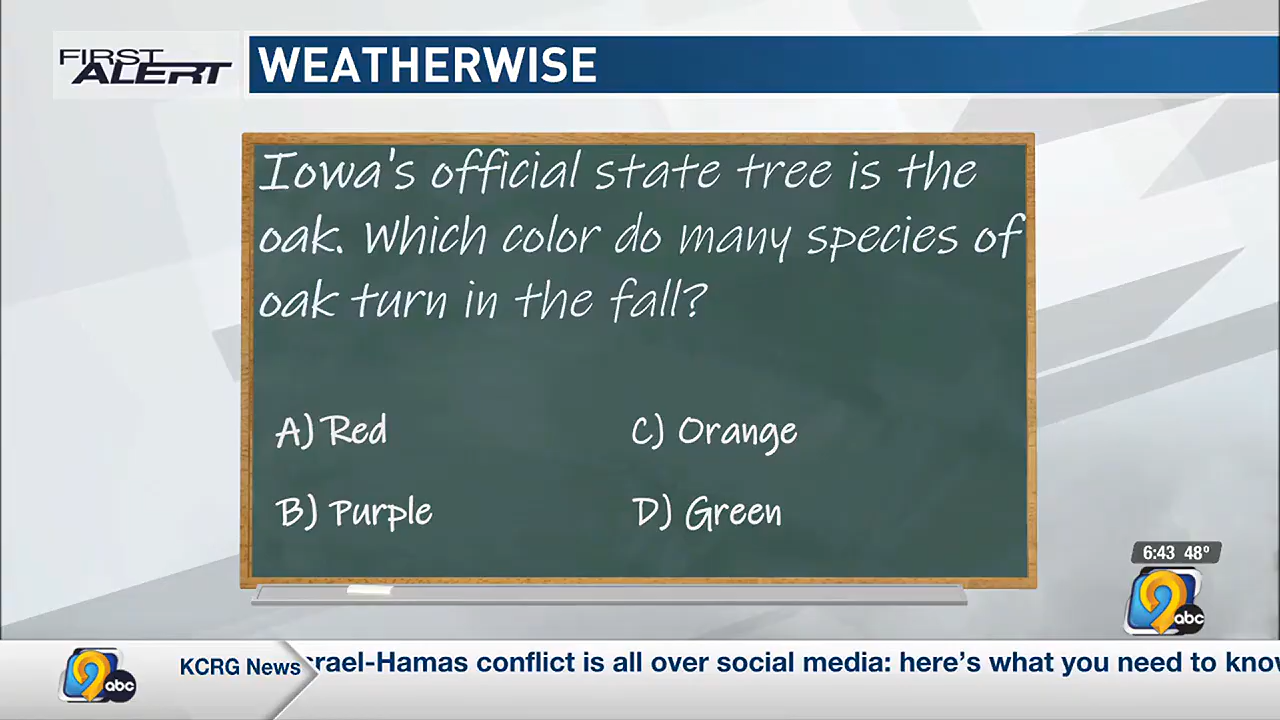 FIRST
ALERT
WEATHERWISE
Iowa's official state tree is the
oak. Which color do many species of
oak turn in the fall?
A) Red
C) Orange
B) Purple
D) Green
6:43 48°
9
abc
9
abc
KCRG News
rael-Hamas conflict is all over social media: here's what you need to kno